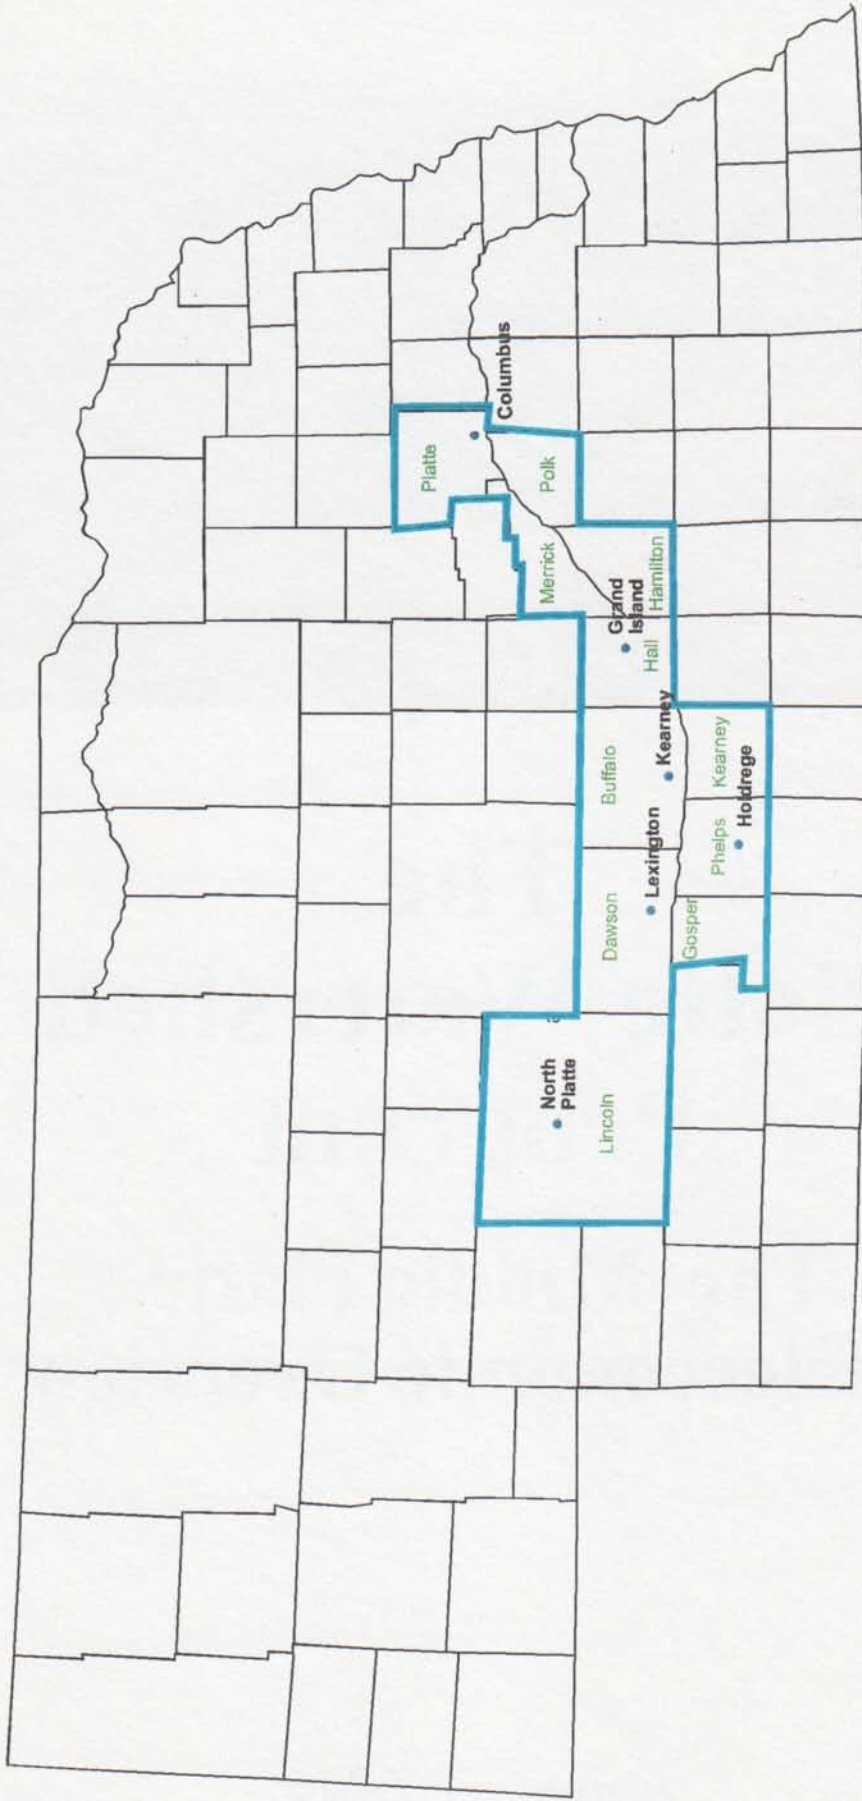 Platte
Columbus
Polk
Merrick
Hamilton
Grand
Island
Hall
Buffalo
Kearney
Kearney
Dawson
Lexington
Phelps
Holdrege
Gosper
North
Platte
Lincoln